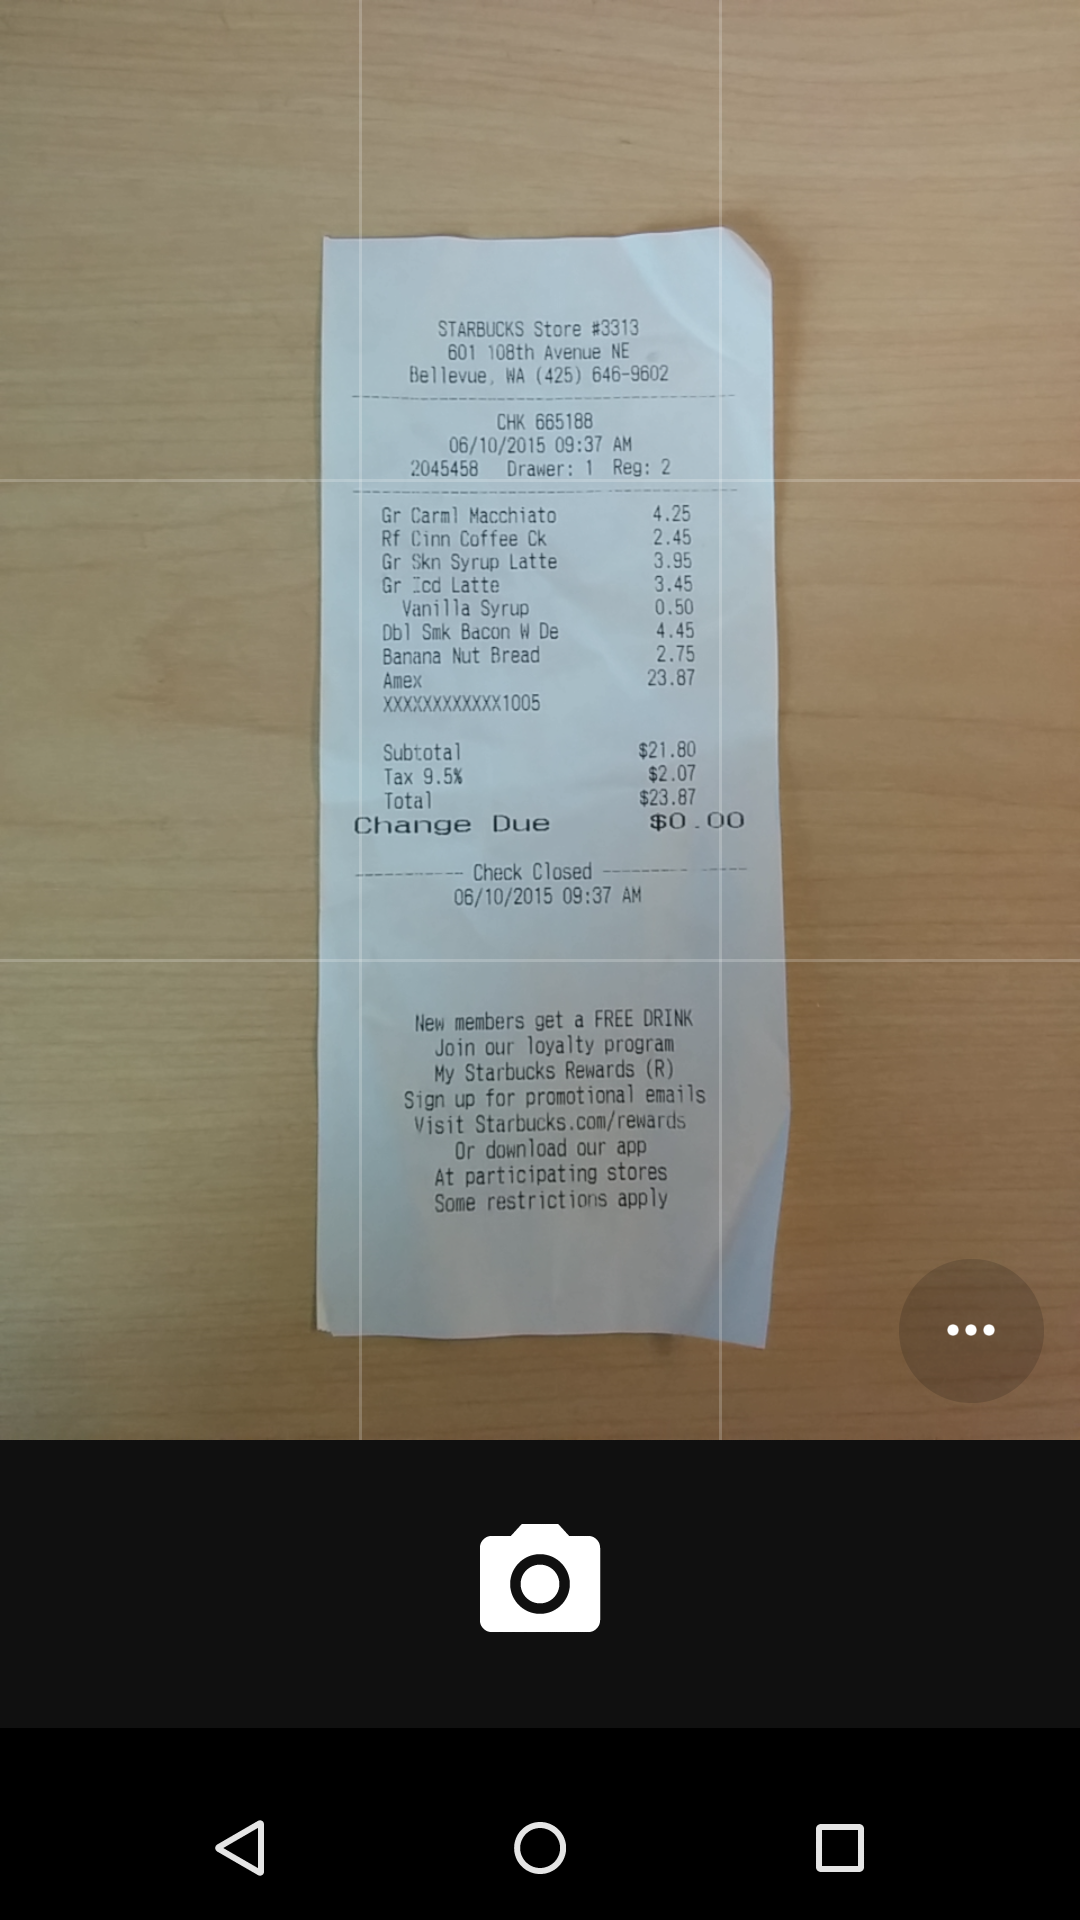 STARBUCKS Store #3313
601 108th Avenue NE
Bellevue, WA (425) 646-9602
CHK 665188
06/10/2015 09:37 AM
2045458 Drawer: 1 Reg: 2
Gr Carml Macchiato 4.25
Rf Cinn Coffee Ck 2.45
Gr Skn Syrup Latte 3.95
Gr Icd Latte 3.45
Vanilla Syrup 0.50
Dbl Smk Bacon W De 4.45
Banana Nut Bread 2.75
Amex 23.87
XXXXXXXXXXXX1005
Subtotal $21.80
Tax 9.5% $2.07
Total $23.87
Change Due $0.00
----------- Check Closed -----------
06/10/2015 09:37 AM
New members get a FREE DRINK
Join our loyalty program
My Starbucks Rewards (R)
Sign up for promotional emails
Visit Starbucks.com/rewards
Or download our app
At participating stores
Some restrictions apply